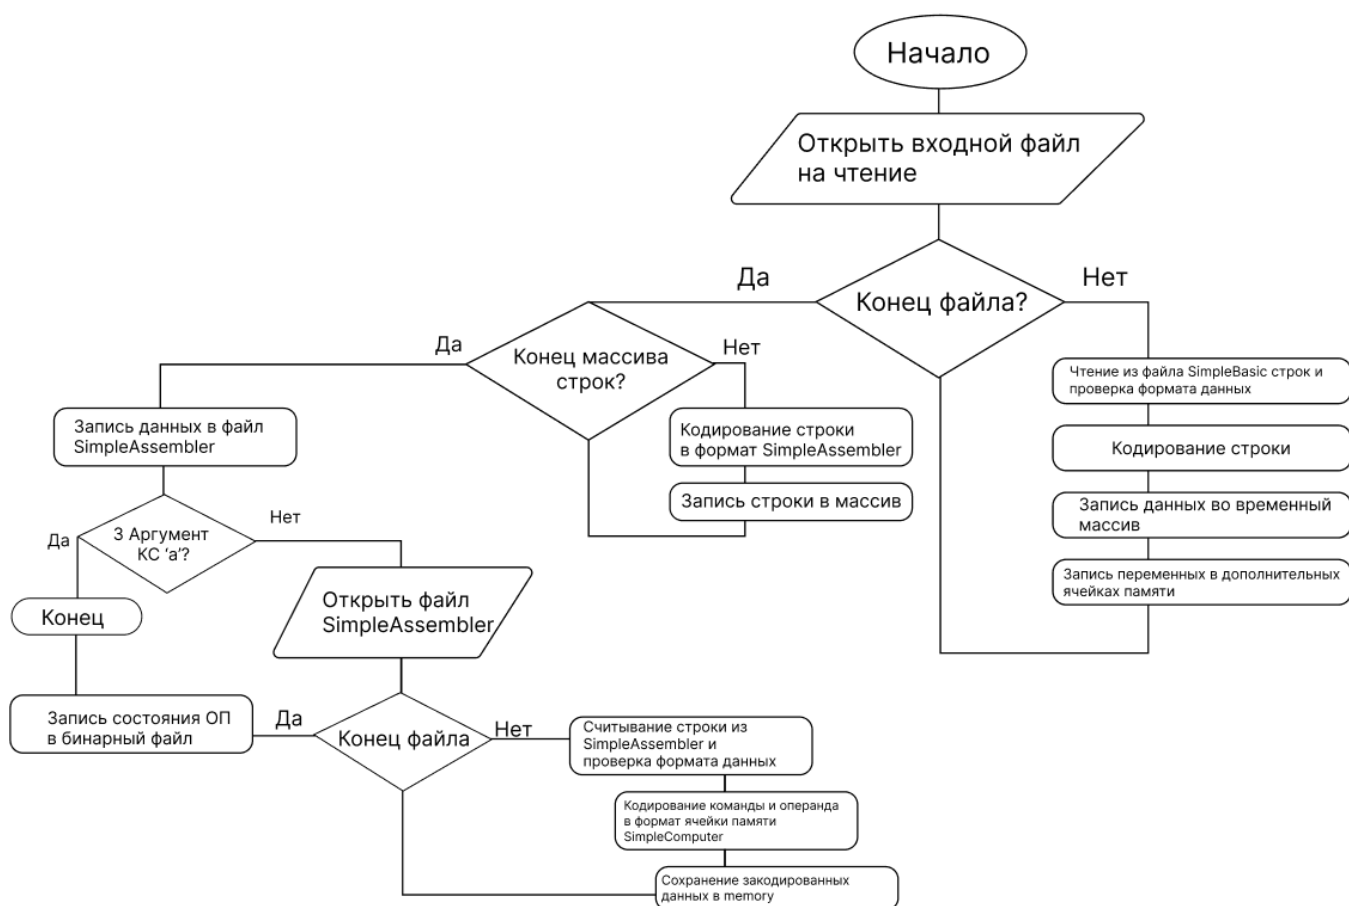 Начало
Открыть входной файл
на чтение
Да
Нет
Конец файла?
Да
Конец массива
строк?
Нет
Чтение из файла SimpleBasic строк и
проверка формата данных
Кодирование строки
Запись данных во временный
массив
Запись переменных в дополнительных
ячейках памяти
Кодирование строки
в формат SimpleAssembler
Запись строки в массив
Запись данных в файл
SimpleAssembler
Да
3 Аргумент
КС ‘a’?
Нет
Конец
Открыть файл
SimpleAssembler
Запись состояния ОП
в бинарный файл
Да
Конец файла
Нет
Считывание строки из
SimpleAssembler и
проверка формата данных
Кодирование команды и операнда
в формат ячейки памяти
SimpleComputer
Сохранение закодированных
данных в memory